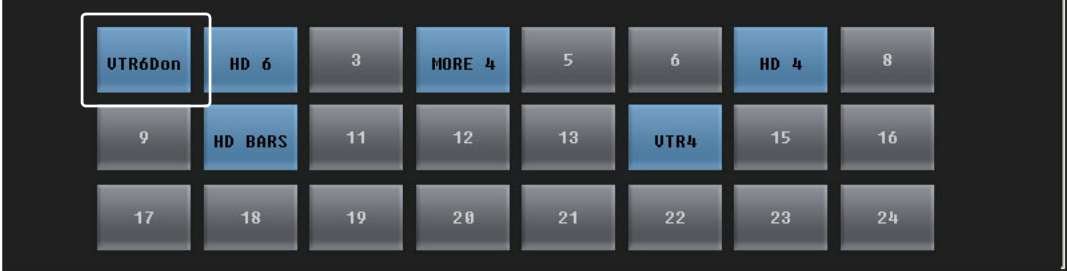 VTR6Don HD 6 3 MORE 4 5 6 HD 4 8
9 HD BARS 11 12 13 VTR4 15 16
17 18 19 20 21 22 23 24